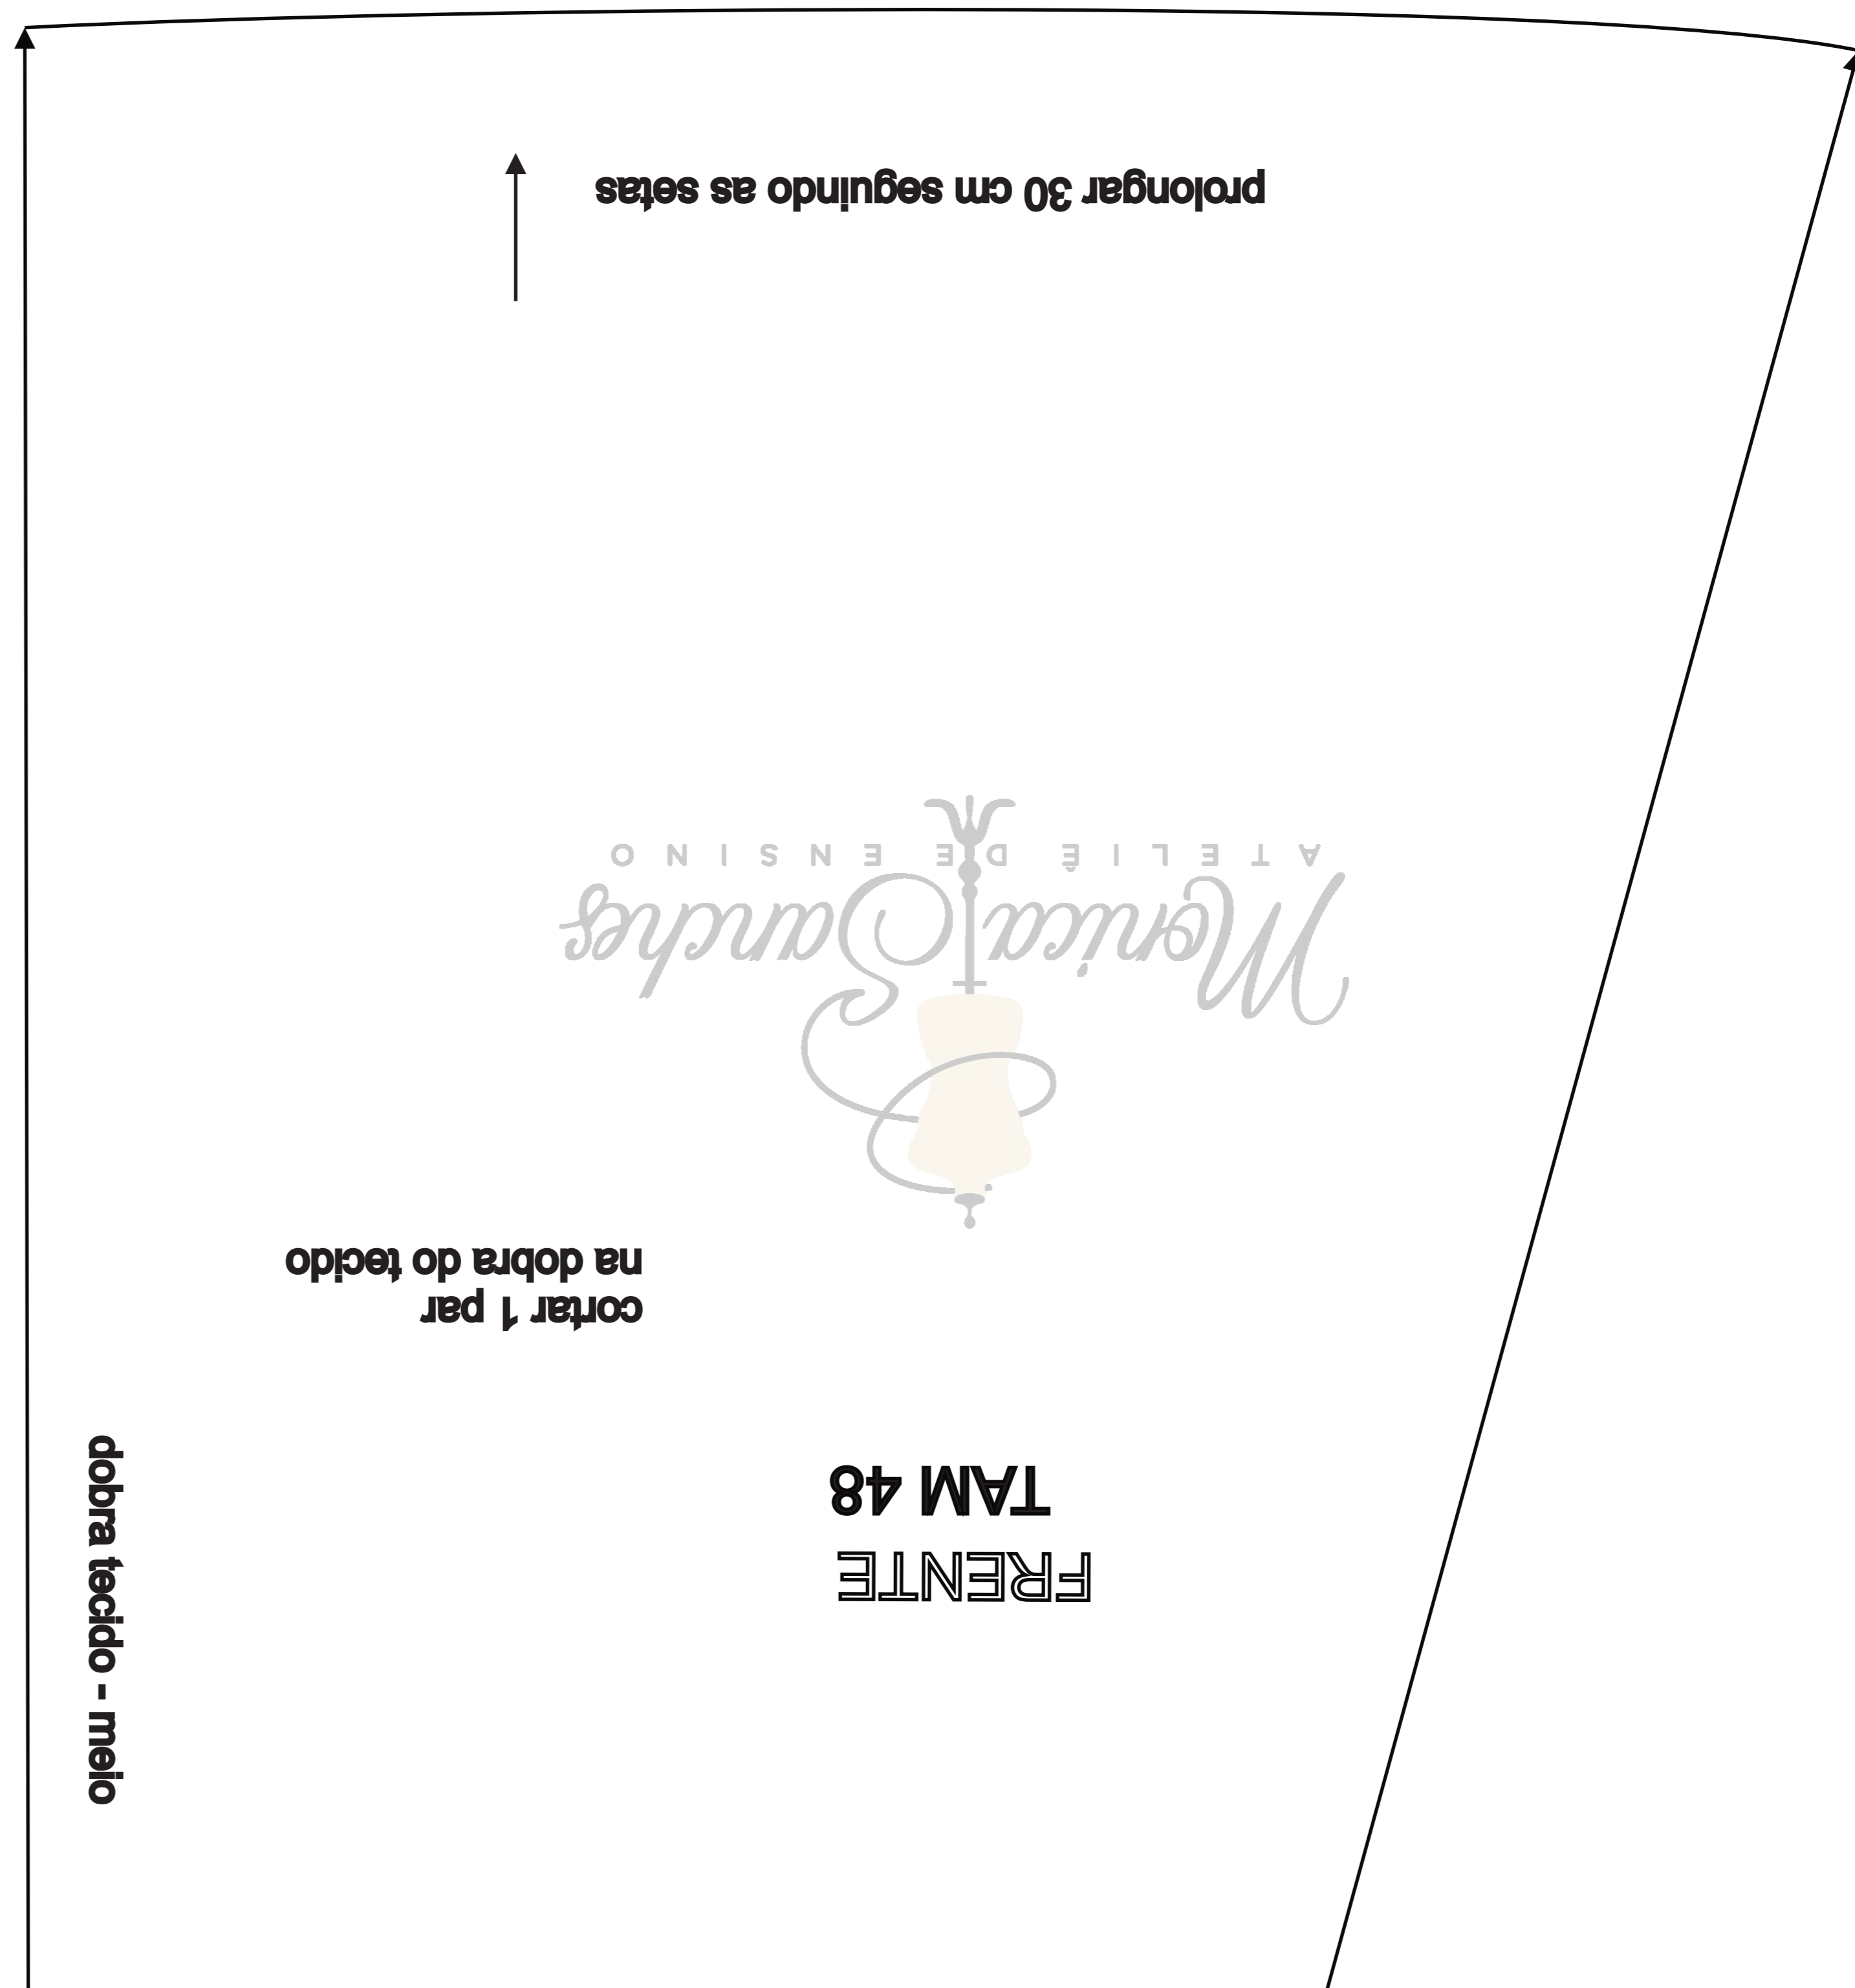 FRENTE
TAM 48
cortar 1 par
na dobra do tecido
Mônica Sanches
ATELIÊ DE ENSINO
prolongar 30 cm seguindo as setas
dobra tecido - meio